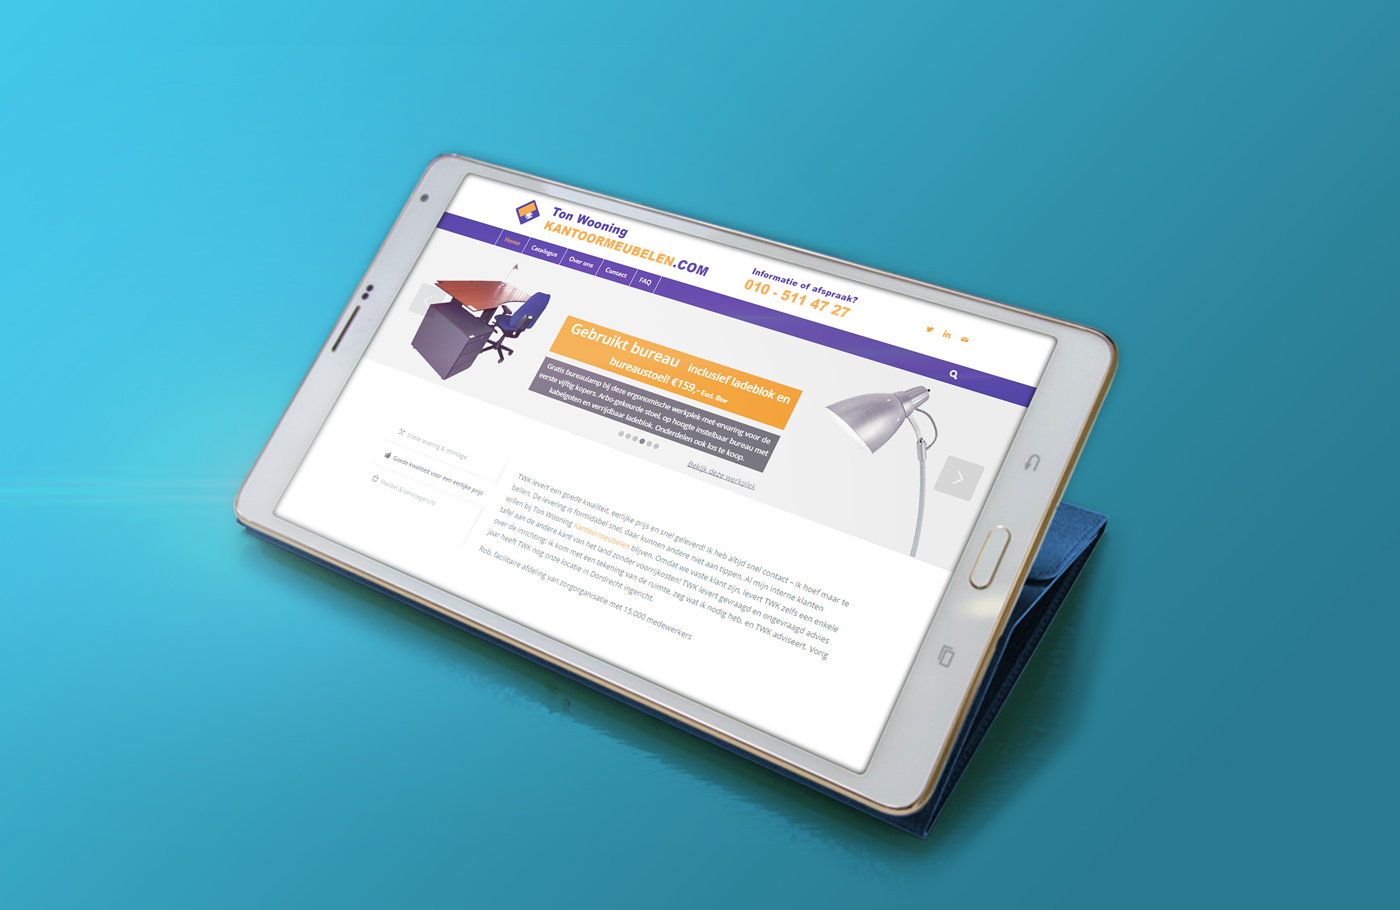 Ton Wooning
KANTOORMEUBELEN.COM
Informatie of afspraak?
010 - 511 47 27
Home
Catalogus
Over ons
Contact
FAQ
Gebruikt bureau inclusief ladeblok en
bureaustoel! €159,- Excl. Btw
Gratis bureaulamp bij deze ergonomische werkplek-met-ervaring voor de
eerste vijftig kopers. Arbo-gekeurde stoel, op hoogte instelbaar bureau met
kabelgoten en verrijdbaar ladeblok. Onderdelen ook los te koop.
Bekijk deze werkplek
Snelle levering & montage
Goede kwaliteit voor een eerlijke prijs
Flexibel & servicegericht
TWK levert een goede kwaliteit, eerlijke prijs en snel geleverd! Ik heb altijd snel contact – ik hoef maar te
bellen. De levering is formidabel snel, daar kunnen andere niet aan tippen. Al mijn interne klanten
willen bij Ton Wooning Kantoormeubelen blijven. Omdat we vaste klant zijn, levert TWK zelfs een enkele
tafel aan de andere kant van het land zonder voorrijkosten! TWK levert gevraagd en ongevraagd advies
over de inrichting: ik kom met een tekening van de ruimte, zeg wat ik nodig heb, en TWK adviseert. Vorig
jaar heeft TWK nog onze locatie in Dordrecht ingericht.
Rob, facilitaire afdeling van zorgorganisatie met 15.000 medewerkers